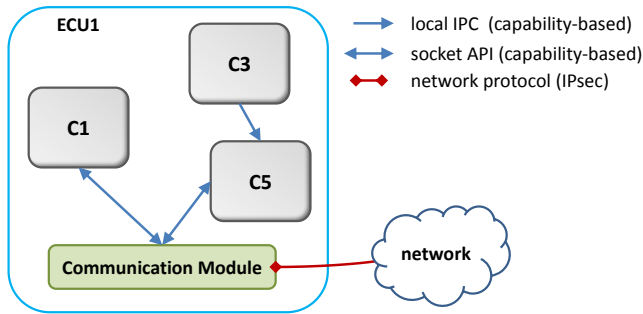 ECU1
C3
C1
C5
Communication Module
network
local IPC (capability-based)
socket API (capability-based)
network protocol (IPsec)